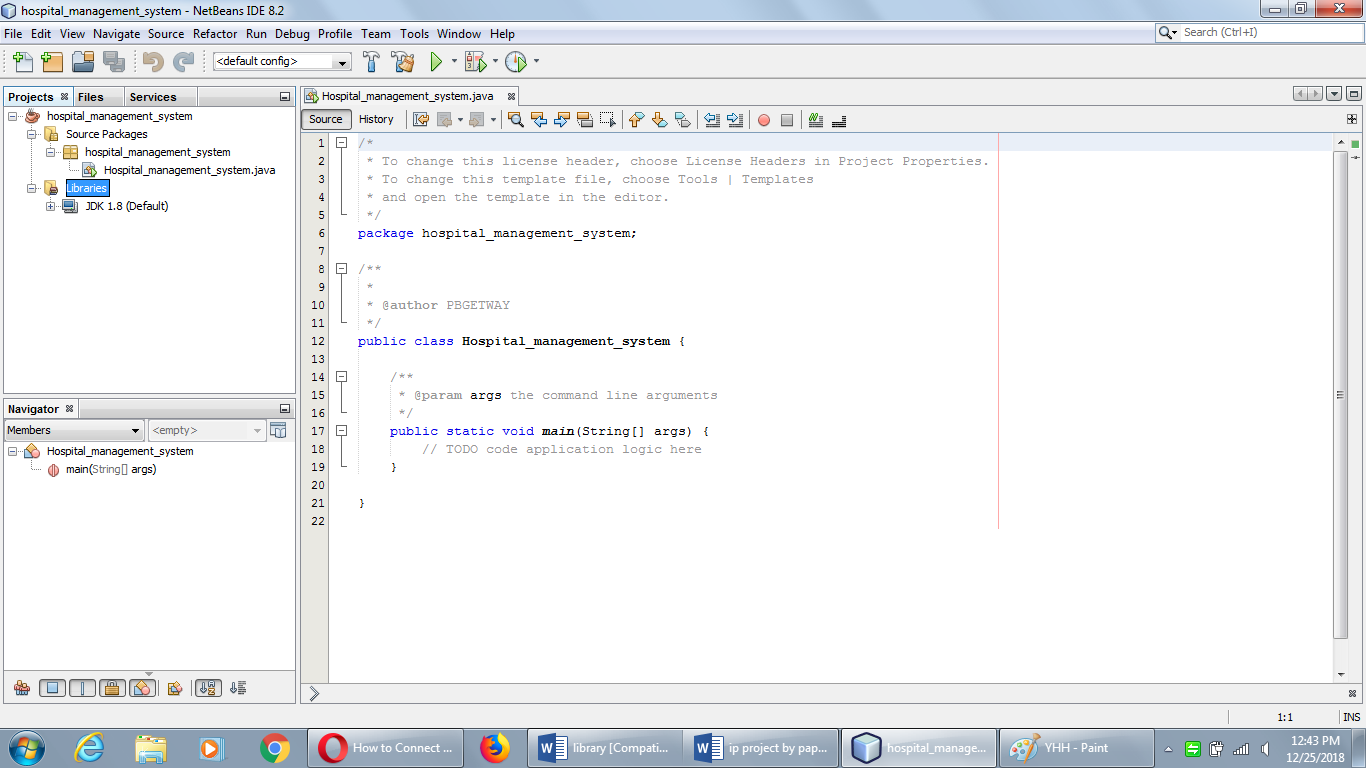 hospital_management_system - NetBeans IDE 8.2
File Edit View Navigate Source Refactor Run Debug Profile Team Tools Window Help
Search (Ctrl+I)
<default config>
Projects Files Services
hospital_management_system
Source Packages
hospital_management_system
Hospital_management_system.java
Libraries
JDK 1.8 (Default)
Navigator
Members <empty>
Hospital_management_system
main(String[] args)
Hospital_management_system.java
Source History
1 /*
2 * To change this license header, choose License Headers in Project Properties.
3 * To change this template file, choose Tools | Templates
4 * and open the template in the editor.
5 */
6 package hospital_management_system;
7
8 /**
9 *
10 * @author PBGETWAY
11 */
12 public class Hospital_management_system {
13
14 /**
15 * @param args the command line arguments
16 */
17 public static void main(String[] args) {
18 // TODO code application logic here
19 }
20
21 }
22
1:1 INS
How to Connect ...
library [Compati...
ip project by pap...
hospital_manage...
YHH - Paint
12:43 PM
12/25/2018